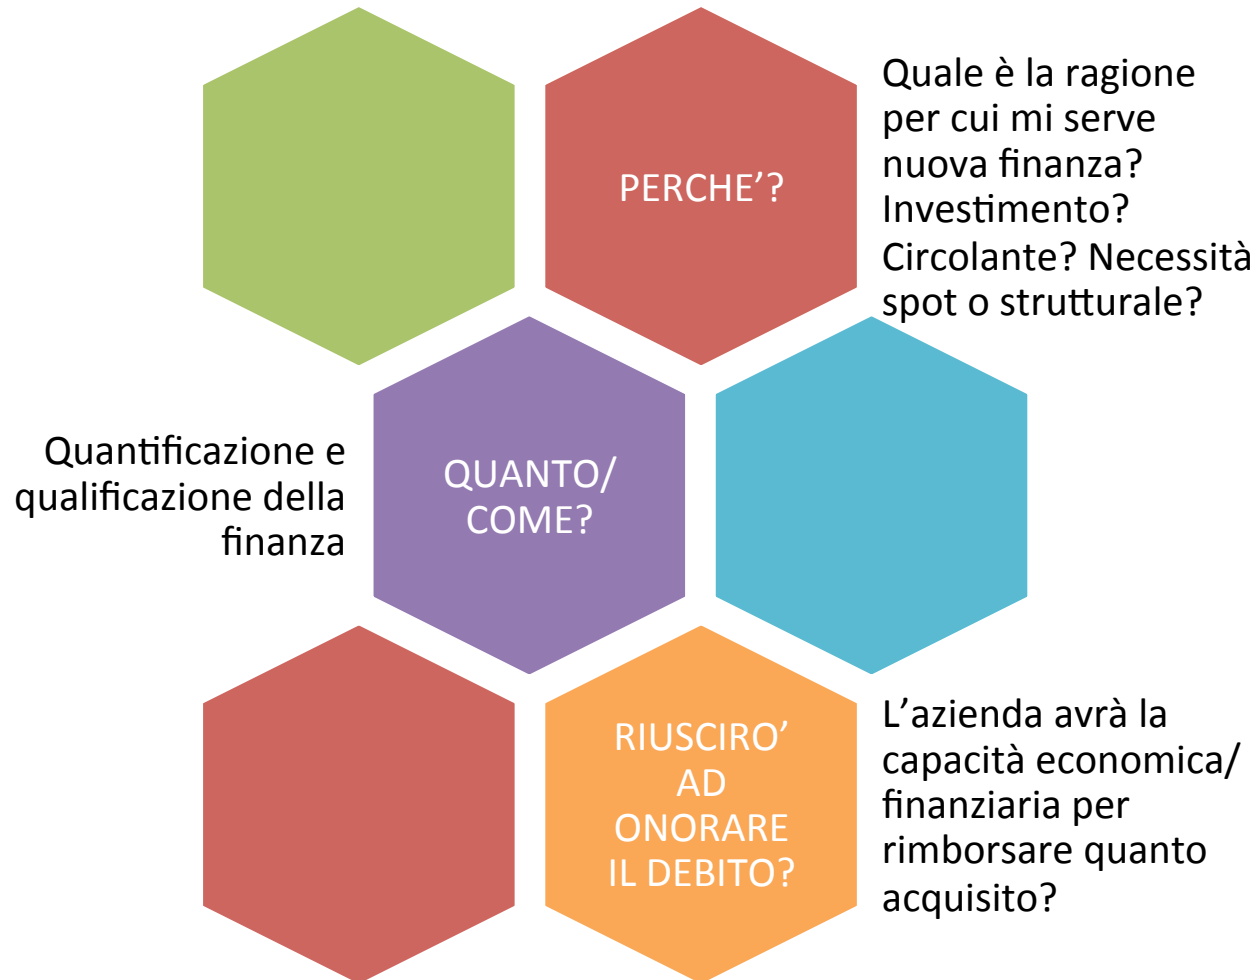 PERCHE’?
Quale è la ragione
per cui mi serve
nuova finanza?
Investimento?
Circolante? Necessità
spot o strutturale?
Quantificazione e
qualificazione della
finanza
QUANTO/
COME?
RIUSCIRO’
AD
ONORARE
IL DEBITO?
L’azienda avrà la
capacità economica/
finanziaria per
rimborsare quanto
acquisito?